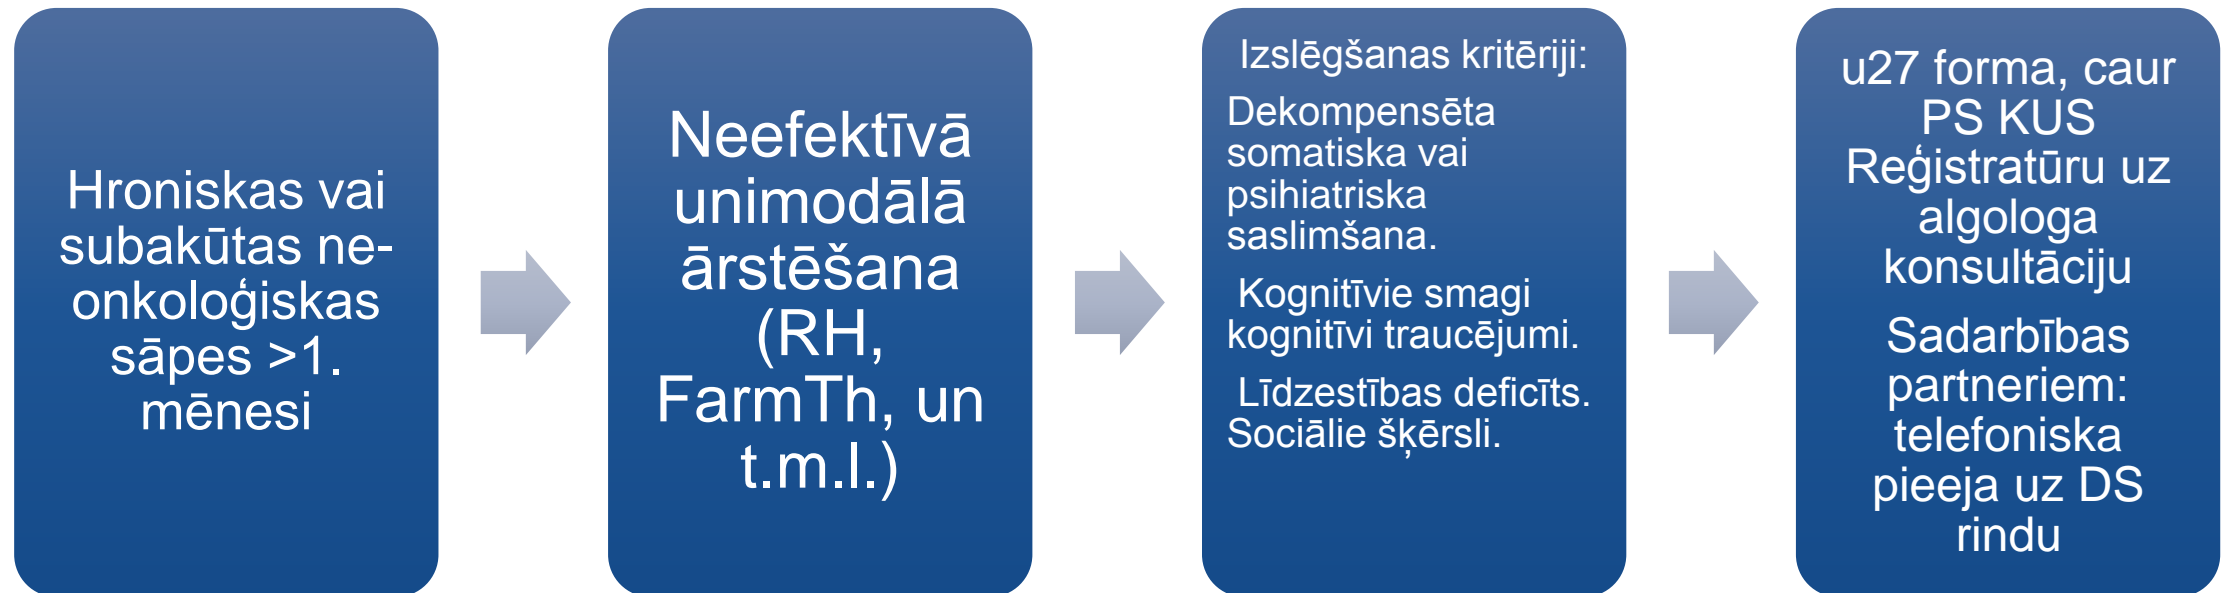 Hroniskas vai
subakūtas ne-
onkoloģiskas
sāpes >1.
mēnesi
Neefektīvā
unimodālā
ārstēšana
(RH,
FarmTh, un
t.m.l.)
Izslēgšanas kritēriji:
Dekompensēta
somatiska vai
psihiatriska
saslimšana.
Kognitīvie smagi
kognitīvi traucējumi.
Līdzestības deficīts.
Sociālie šķērsli.
u27 forma, caur
PS KUS
Reģistratūru uz
algologa
konsultāciju
Sadarbības
partneriem:
telefoniska
pieeja uz DS
rindu